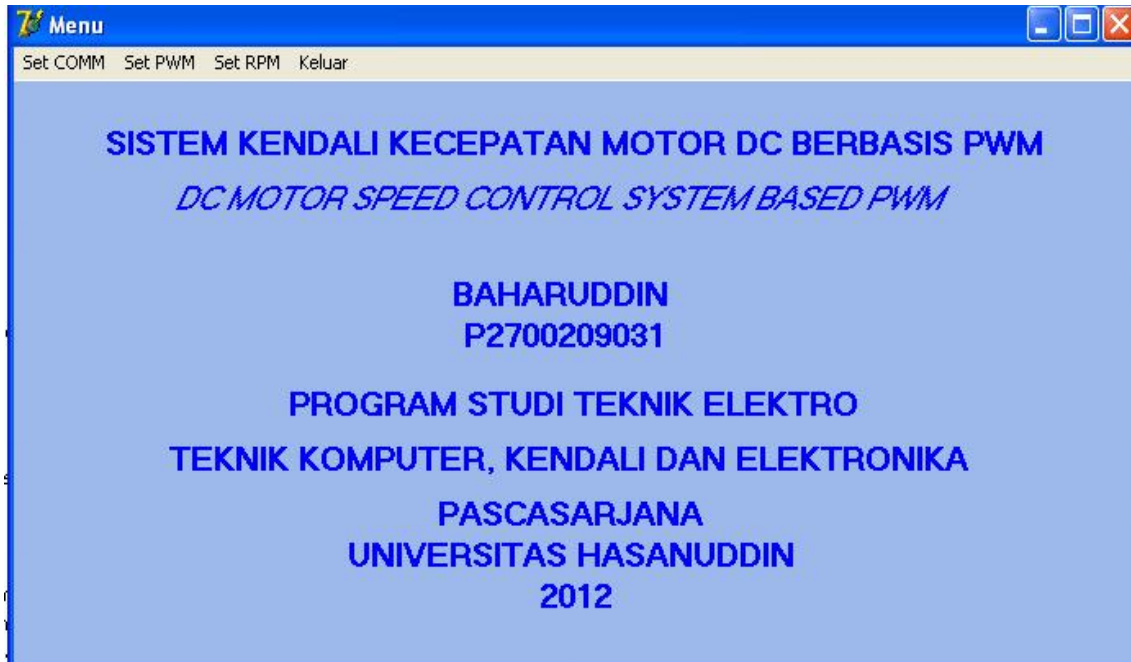 Menu
Set COMM Set PWM Set RPM Keluar
SISTEM KENDALI KECEPATAN MOTOR DC BERBASIS PWM
DC MOTOR SPEED CONTROL SYSTEM BASED PWM
BAHARUDDIN
P2700209031
PROGRAM STUDI TEKNIK ELEKTRO
TEKNIK KOMPUTER, KENDALI DAN ELEKTRONIKA
PASCASARJANA
UNIVERSITAS HASANUDDIN
2012